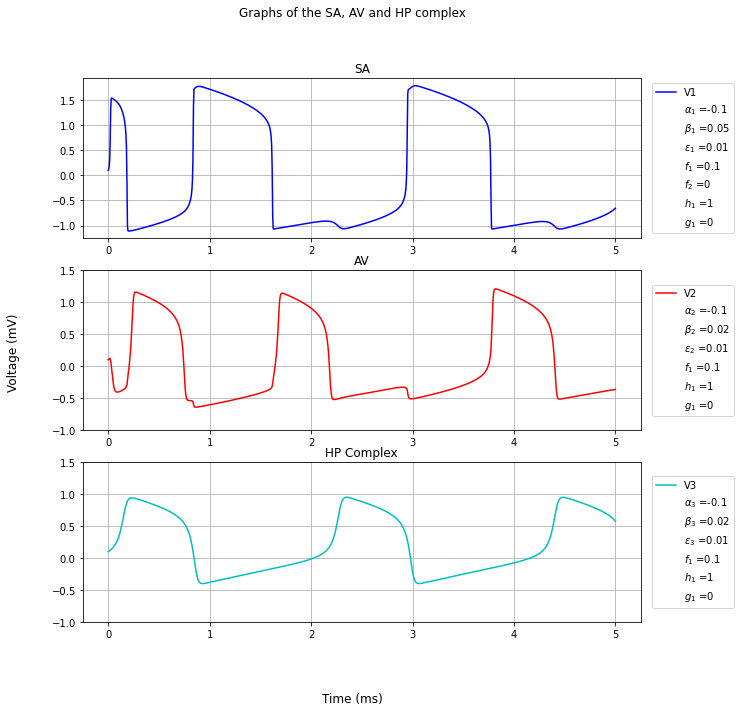 Graphs of the SA, AV and HP complex
SA
1.5
1.0
0.5
0.0
−0.5
−1.0
0 1 2 3 4 5
V1
α₁ =-0.1
β₁ =0.05
ε₁ =0.01
f₁ =0.1
f₂ =0
h₁ =1
g₁ =0
AV
1.5
1.0
0.5
0.0
−0.5
−1.0
0 1 2 3 4 5
V2
α₂ =-0.1
β₂ =0.02
ε₂ =0.01
f₁ =0.1
h₁ =1
g₁ =0
Voltage (mV)
HP Complex
1.5
1.0
0.5
0.0
−0.5
−1.0
0 1 2 3 4 5
V3
α₃ =-0.1
β₃ =0.02
ε₃ =0.01
f₁ =0.1
h₁ =1
g₁ =0
Time (ms)